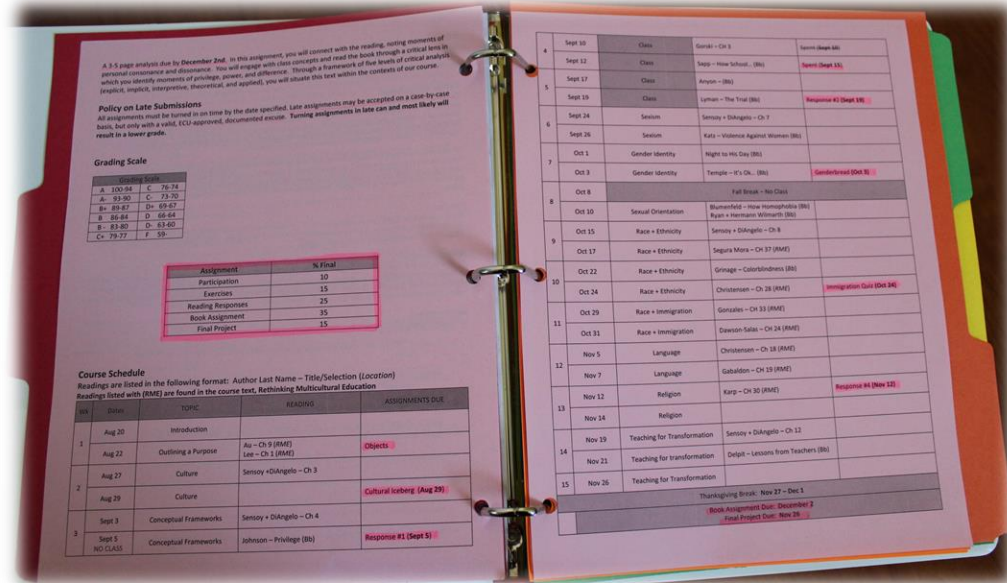 A 3-5 page analysis due by December 2nd. In this assignment, you will connect with the reading, noting moments of
personal consonance and dissonance. You will engage with class concepts and read the book through a critical lens in
which you identify moments of privilege, power, and difference. Through a framework of five levels of critical analysis
(explicit, implicit, interpretive, theoretical, and applied), you will situate this text within the contexts of our course.
Policy on Late Submissions
All assignments must be turned in on time by the date specified. Late assignments may be accepted on a case-by-case
basis, but only with a valid, ECU-approved, documented excuse. Turning assignments in late can and most likely will
result in a lower grade.
Grading Scale
Grading Scale
A 100-94 C 76-74
A- 93-90 C- 73-70
B+ 89-87 D+ 69-67
B 86-84 D 66-64
B- 83-80 D- 63-60
C+ 79-77 F 59-
Assignment % Final
Participation 10
Exercises 15
Reading Responses 25
Book Assignment 35
Final Project 15
Course Schedule
Readings are listed in the following format: Author Last Name – Title/Selection (Location)
Readings listed with (RME) are found in the course text, Rethinking Multicultural Education
Wk Dates TOPIC READING ASSIGNMENTS DUE
1 Aug 20 Introduction
Aug 22 Outlining a Purpose Au – Ch 9 (RME)
Lee – Ch 1 (RME) Objects
2 Aug 27 Culture Sensoy +DiAngelo – Ch 3
Aug 29 Culture Cultural Iceberg (Aug 29)
3 Sept 3 Conceptual Frameworks Sensoy + DiAngelo – Ch 4
Sept 5
NO CLASS Conceptual Frameworks Johnson – Privilege (Bb) Response #1 (Sept 5)
4 Sept 10 Class Gorski – CH 3
Sept 12 Class Sapp – How School... (Bb) Spent (Sept 15)
5 Sept 17 Class Anyon – (Bb)
Sept 19 Class Lyman – The Trial (Bb) Response #2 (Sept 19)
6 Sept 24 Sexism Sensoy + DiAngelo – Ch 7
Sept 26 Sexism Katz – Violence Against Women (Bb)
7 Oct 1 Gender Identity Night to His Day (Bb)
Oct 3 Gender Identity Temple – It's Ok... (Bb) Genderbread (Oct 3)
8 Oct 8 Fall Break – No Class
Oct 10 Sexual Orientation Blumenfeld – How Homophobia (Bb)
Ryan + Hermann Wilmarth (Bb)
9 Oct 15 Race + Ethnicity Sensoy + DiAngelo – Ch 8
Oct 17 Race + Ethnicity Segura Mora – CH 37 (RME)
10 Oct 22 Race + Ethnicity Grinage – Colorblindness (Bb)
Oct 24 Race + Ethnicity Christensen – Ch 28 (RME) Immigration Quiz (Oct 24)
11 Oct 29 Race + Immigration Gonzales – CH 33 (RME)
Oct 31 Race + Immigration Dawson-Salas – CH 24 (RME)
12 Nov 5 Language Christensen – Ch 18 (RME)
Nov 7 Language Gabaldon – CH 19 (RME)
13 Nov 12 Religion Karp – CH 30 (RME) Response #4 (Nov 12)
Nov 14 Religion
14 Nov 19 Teaching for Transformation Sensoy + DiAngelo – Ch 12
Nov 21 Teaching for transformation Delpit – Lessons from Teachers (Bb)
15 Nov 26 Teaching for Transformation
Thanksgiving Break: Nov 27 – Dec 1
Book Assignment Due: December 2
Final Project Due: Nov 26